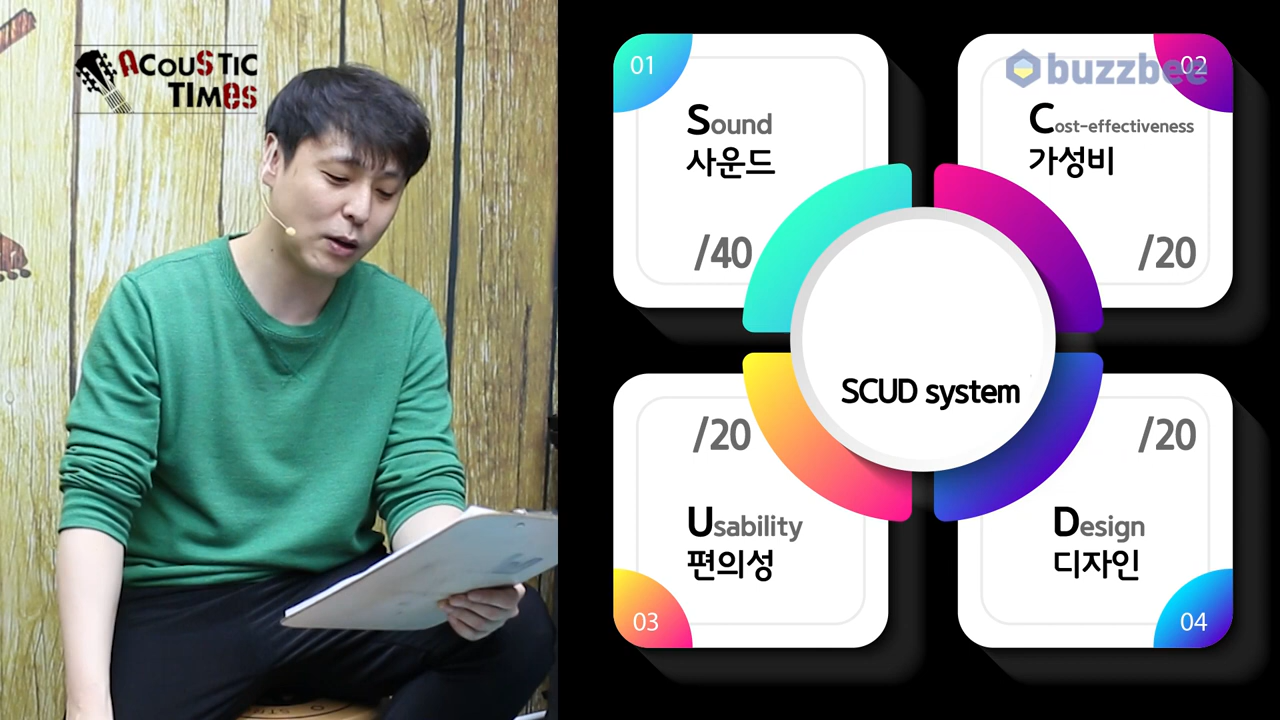 ACOUSTIC
TIMES
01
Sound
사운드
/40
buzzbee
02
Cost-effectiveness
가성비
/20
SCUD system
/20
Usability
편의성
03
/20
Design
디자인
04